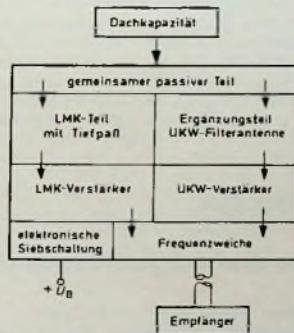 Dachkapazität
gemeinsamer passiver Teil
LMK-Teil
mit Tiefpaß
Ergänzungsteil
UKW-Filterantenne
LMK-Verstärker
UKW-Verstärker
elektronische
Siebschaltung
Frequenzweiche
+ U_B
Empfänger